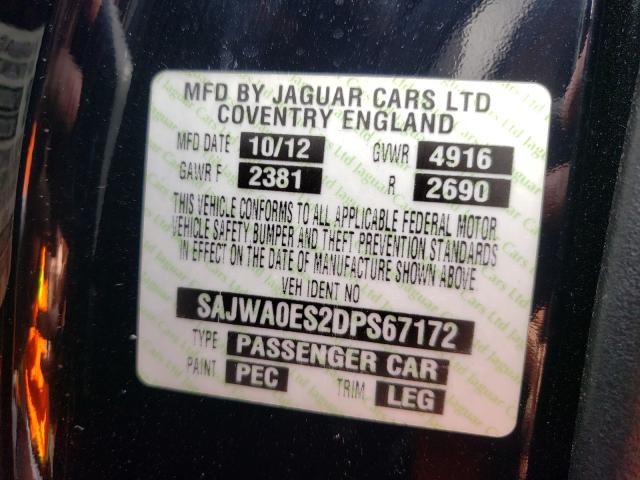 MFD BY JAGUAR CARS LTD
COVENTRY ENGLAND
MFD DATE 10/12 GVWR 4916
GAWR F 2381 R 2690
THIS VEHICLE CONFORMS TO ALL APPLICABLE FEDERAL MOTOR
VEHICLE SAFETY, BUMPER AND THEFT PREVENTION STANDARDS
IN EFFECT ON THE DATE OF MANUFACTURE SHOWN ABOVE
VEH IDENT NO
SAJWA0ES2DPS67172
TYPE PASSENGER CAR
PAINT PEC TRIM LEG